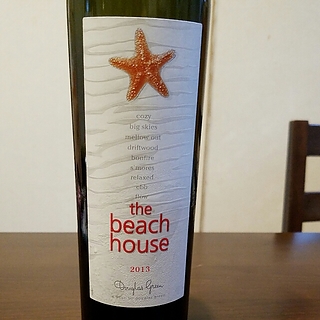 cozy
big skies
mellow out
driftwood
bonfire
s'mores
relaxed
ebb
flow
the
beach
house
2013
Douglas Green